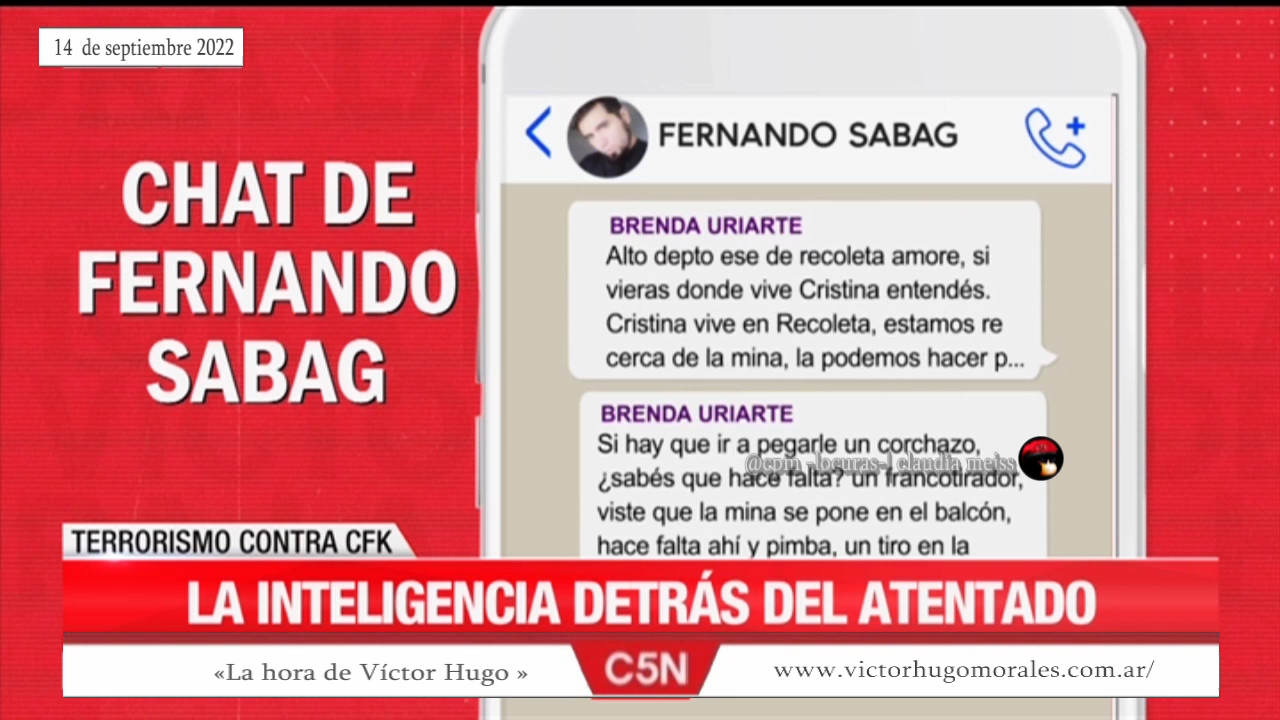 14 de septiembre 2022
CHAT DE
FERNANDO
SABAG
FERNANDO SABAG
BRENDA URIARTE
Alto depto ese de recoleta amore, si
vieras donde vive Cristina entendés.
Cristina vive en Recoleta, estamos re
cerca de la mina, la podemos hacer p...
BRENDA URIARTE
Si hay que ir a pegarle un corchazo,
¿sabés que hace falta? un francotirador,
viste que la mina se pone en el balcón,
hace falta ahí y pimba, un tiro en la
@cpm -locuras-| claudia meiss
TERRORISMO CONTRA CFK
LA INTELIGENCIA DETRÁS DEL ATENTADO
«La hora de Víctor Hugo »
C5N
www.victorhugomorales.com.ar/